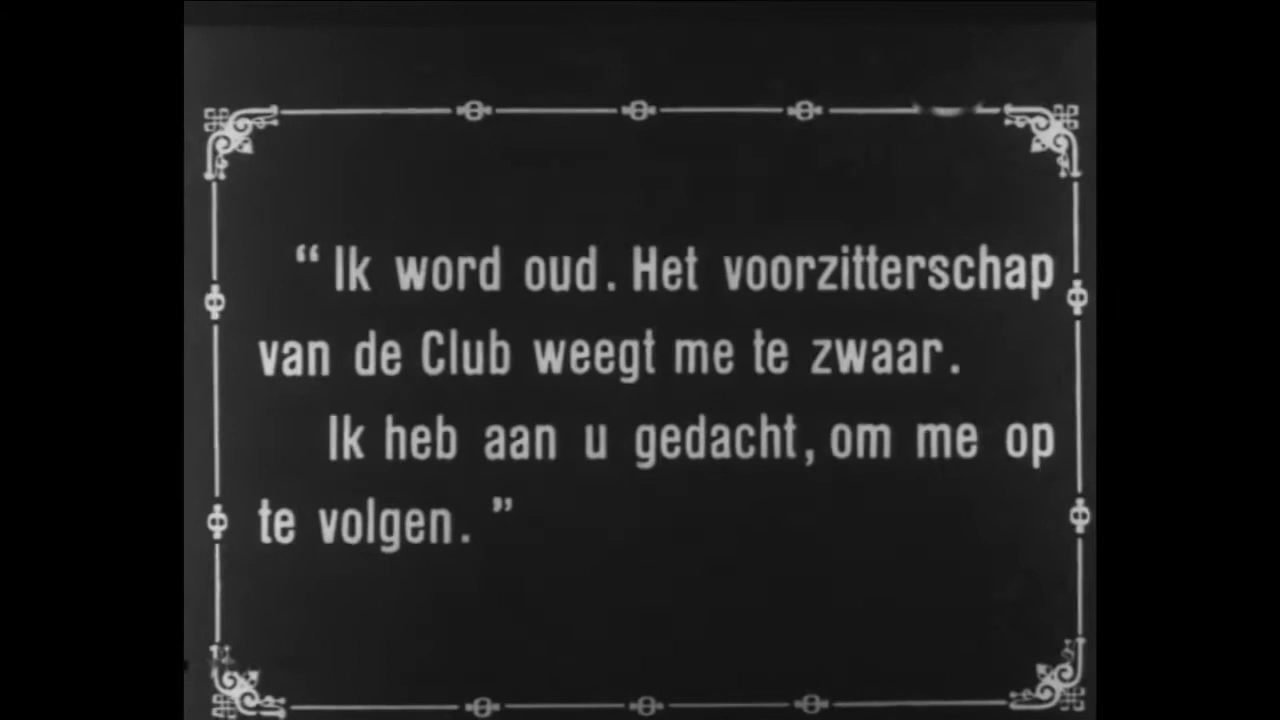 “Ik word oud. Het voorzitterschap
van de Club weegt me te zwaar.
Ik heb aan u gedacht, om me op
te volgen.”